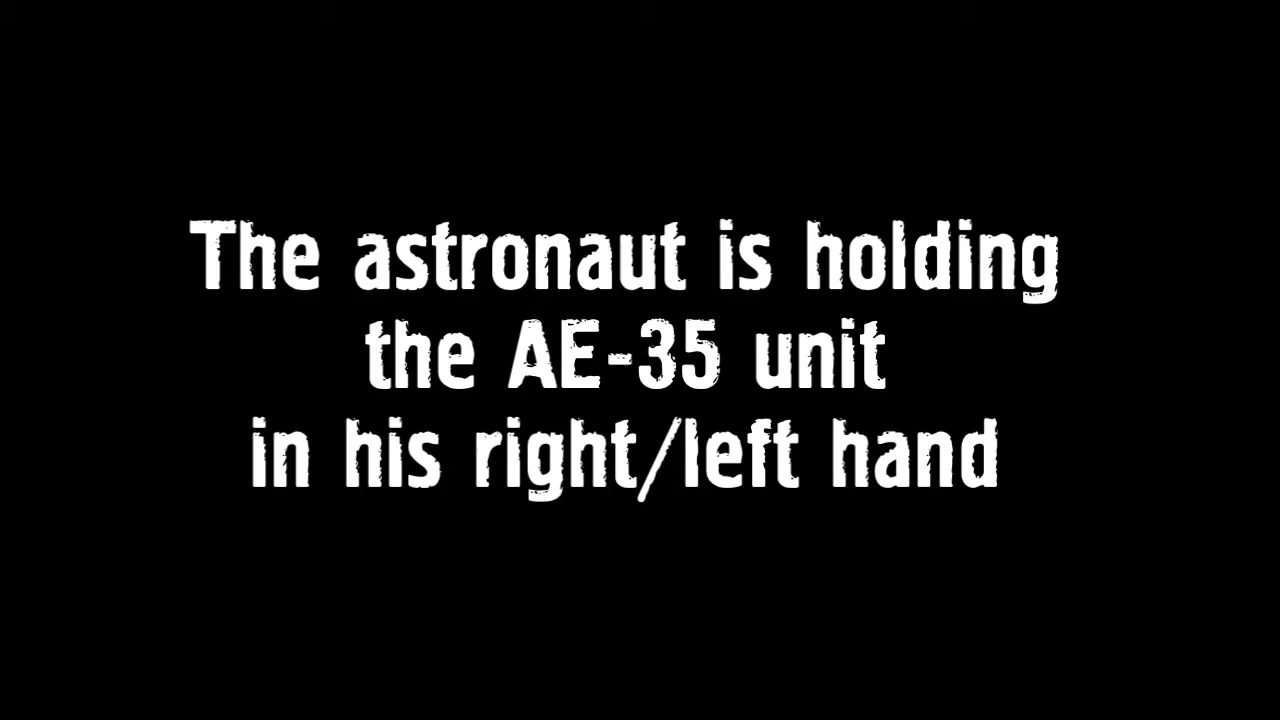 The astronaut is holding
the AE-35 unit
in his right/left hand